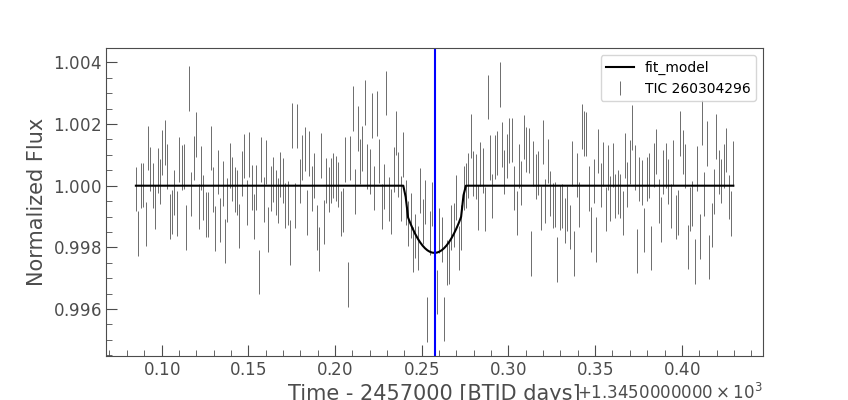 1.004
1.002
1.000
0.998
0.996
Normalized Flux
fit_model
TIC 260304296
0.10 0.15 0.20 0.25 0.30 0.35 0.40
Time - 2457000 [BTJD days]
+1.3450000000 × 10³